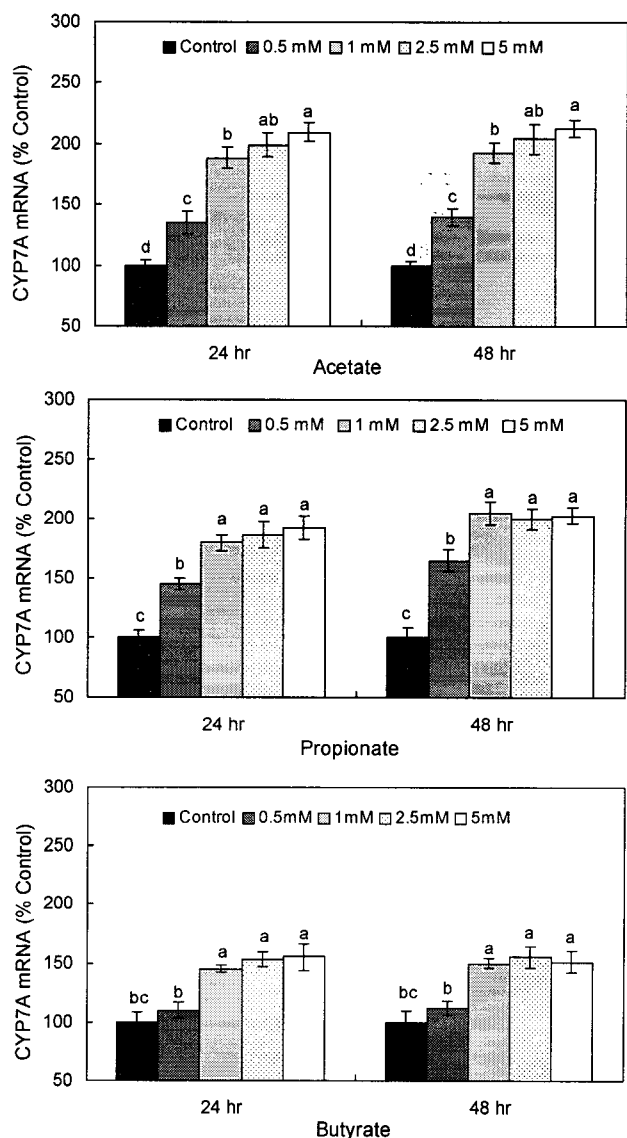 300
Control 0.5 mM 1 mM 2.5 mM 5 mM
250
a
ab
b
a
ab
b
200
c
c
150
d
d
100
50
CYP7A mRNA (% Control)
24 hr
48 hr
Acetate
300
Control 0.5 mM 1 mM 2.5 mM 5 mM
250
a
a
a
a
a
a
200
b
b
150
c
c
100
50
CYP7A mRNA (% Control)
24 hr
48 hr
Propionate
300
Control 0.5mM 1mM 2.5mM 5mM
250
200
a
a
a
a
a
a
150
bc
b
bc
b
100
50
CYP7A mRNA (% Control)
24 hr
48 hr
Butyrate